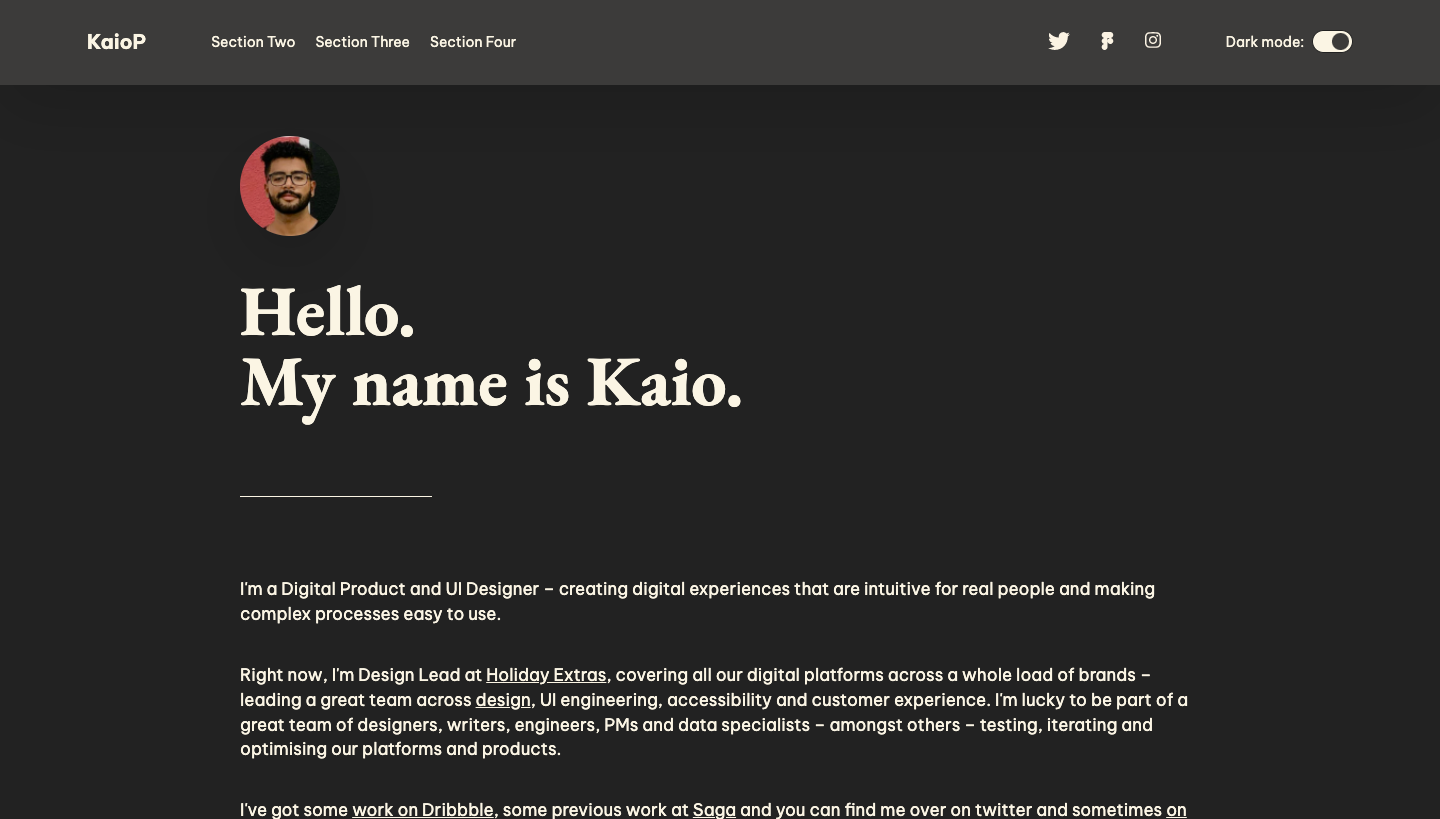 KaioP
Section Two
Section Three
Section Four
Dark mode:
Hello.
My name is Kaio.
I'm a Digital Product and UI Designer – creating digital experiences that are intuitive for real people and making
complex processes easy to use.
Right now, I'm Design Lead at Holiday Extras, covering all our digital platforms across a whole load of brands –
leading a great team across design, UI engineering, accessibility and customer experience. I'm lucky to be part of a
great team of designers, writers, engineers, PMs and data specialists – amongst others – testing, iterating and
optimising our platforms and products.
I've got some work on Dribbble, some previous work at Saga and you can find me over on twitter and sometimes on